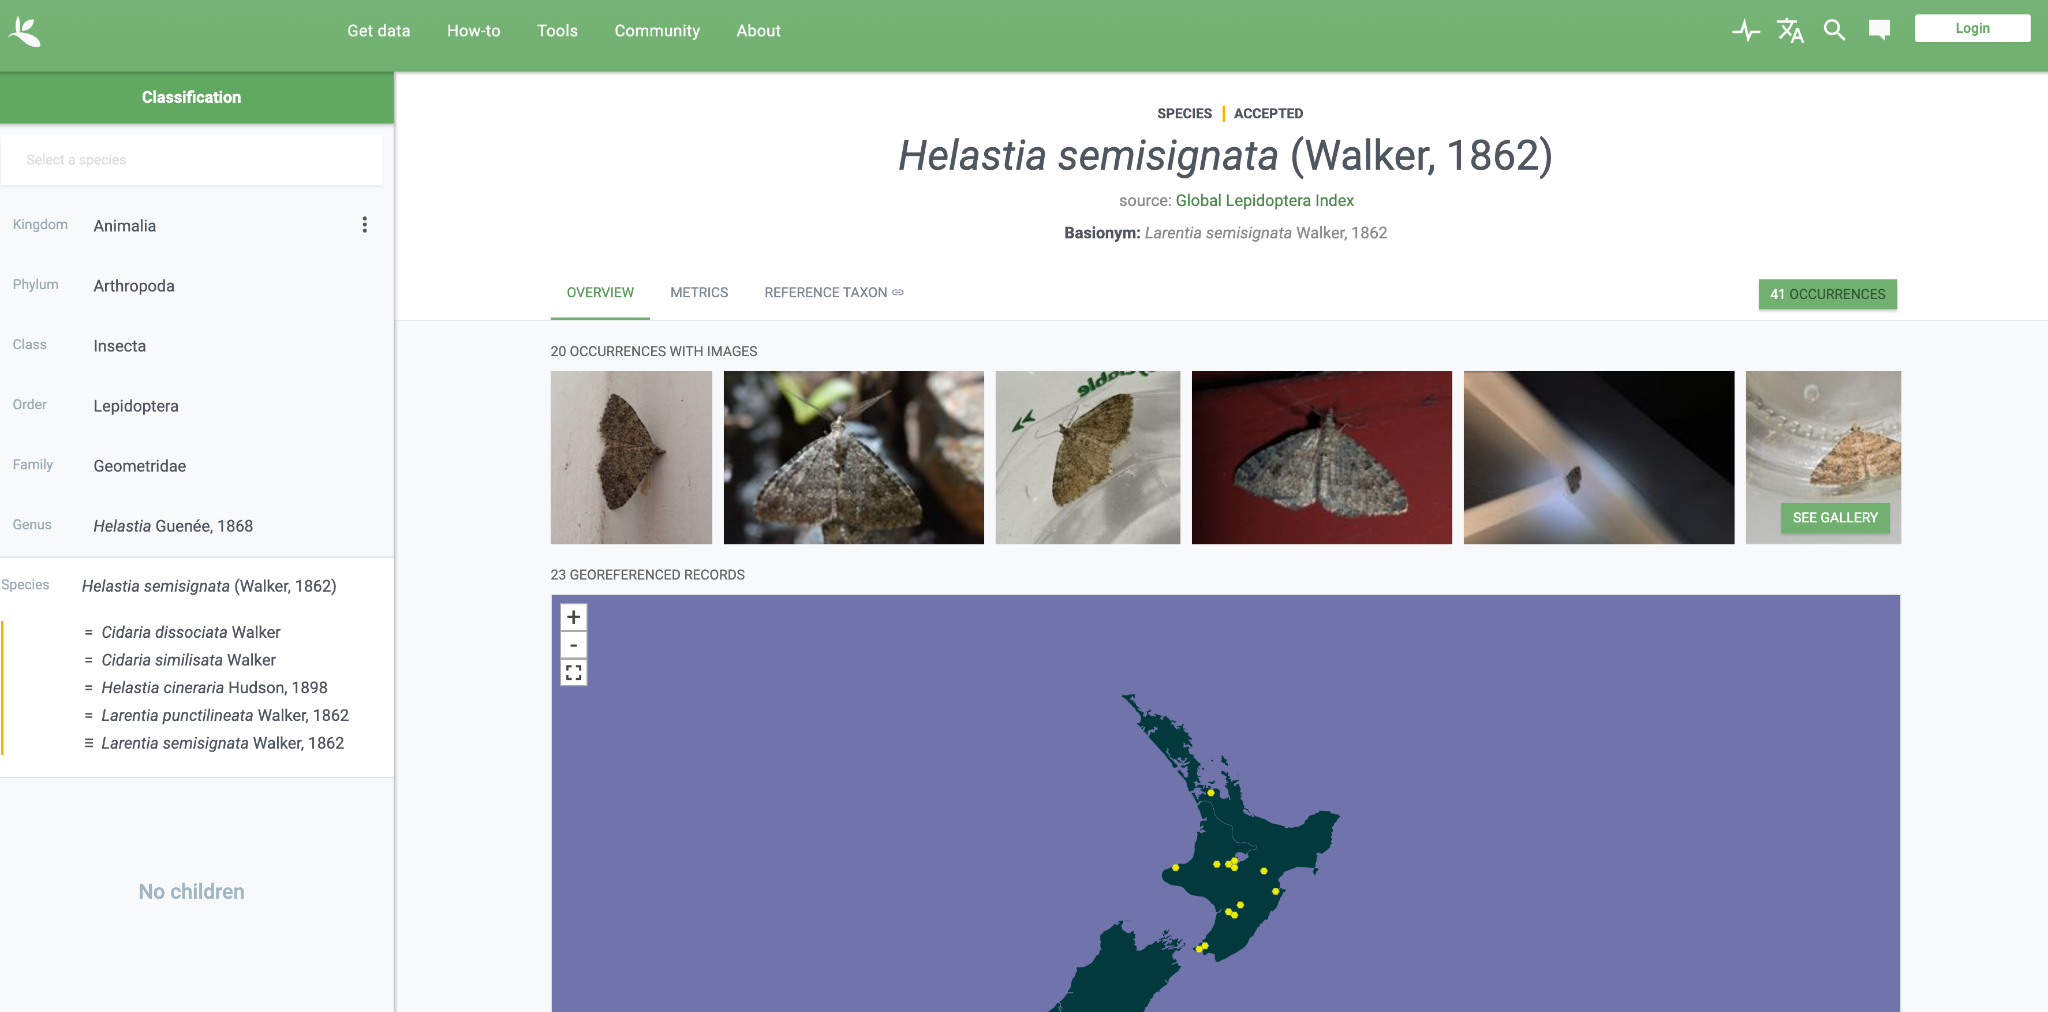 Get data
How-to
Tools
Community
About
Login
Classification
Select a species
Kingdom Animalia
Phylum Arthropoda
Class Insecta
Order Lepidoptera
Family Geometridae
Genus Helastia Guenée, 1868
Species Helastia semisignata (Walker, 1862)
= Cidaria dissociata Walker
= Cidaria similisata Walker
= Helastia cineraria Hudson, 1898
= Larentia punctilineata Walker, 1862
≡ Larentia semisignata Walker, 1862
No children
SPECIES ACCEPTED
Helastia semisignata (Walker, 1862)
source: Global Lepidoptera Index
Basionym: Larentia semisignata Walker, 1862
OVERVIEW
METRICS
REFERENCE TAXON
41 OCCURRENCES
20 OCCURRENCES WITH IMAGES
SEE GALLERY
23 GEOREFERENCED RECORDS
+
-